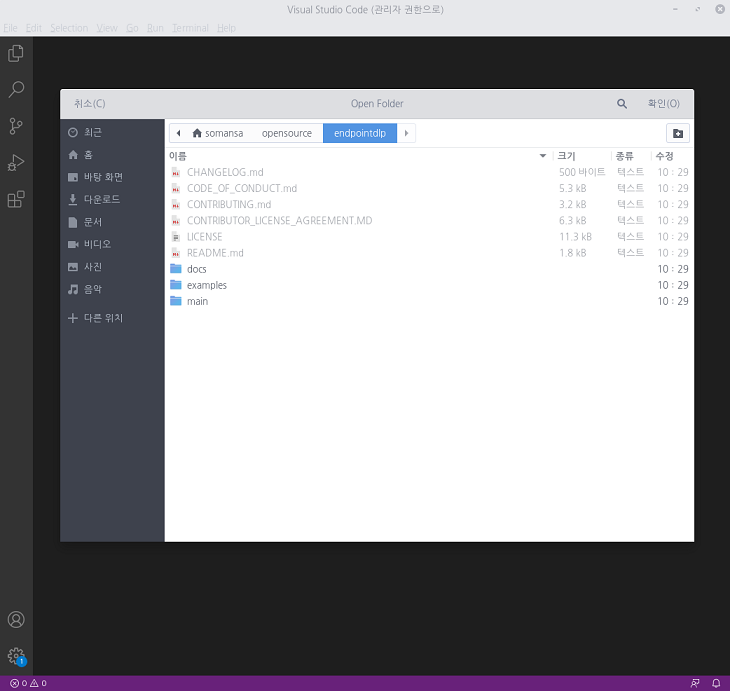 Visual Studio Code (관리자 권한으로)
File Edit Selection View Go Run Terminal Help
취소(C) Open Folder 확인(O)
최근
홈
바탕 화면
다운로드
문서
비디오
사진
음악
다른 위치
somansa opensource endpointdlp
이름 크기 종류 수정
CHANGELOG.md 500 바이트 텍스트 10 : 29
CODE_OF_CONDUCT.md 5.3 kB 텍스트 10 : 29
CONTRIBUTING.md 3.2 kB 텍스트 10 : 29
CONTRIBUTOR_LICENSE_AGREEMENT.MD 6.3 kB 텍스트 10 : 29
LICENSE 11.3 kB 텍스트 10 : 29
README.md 1.8 kB 텍스트 10 : 29
docs 10 : 29
examples 10 : 29
main 10 : 29
1
0 0